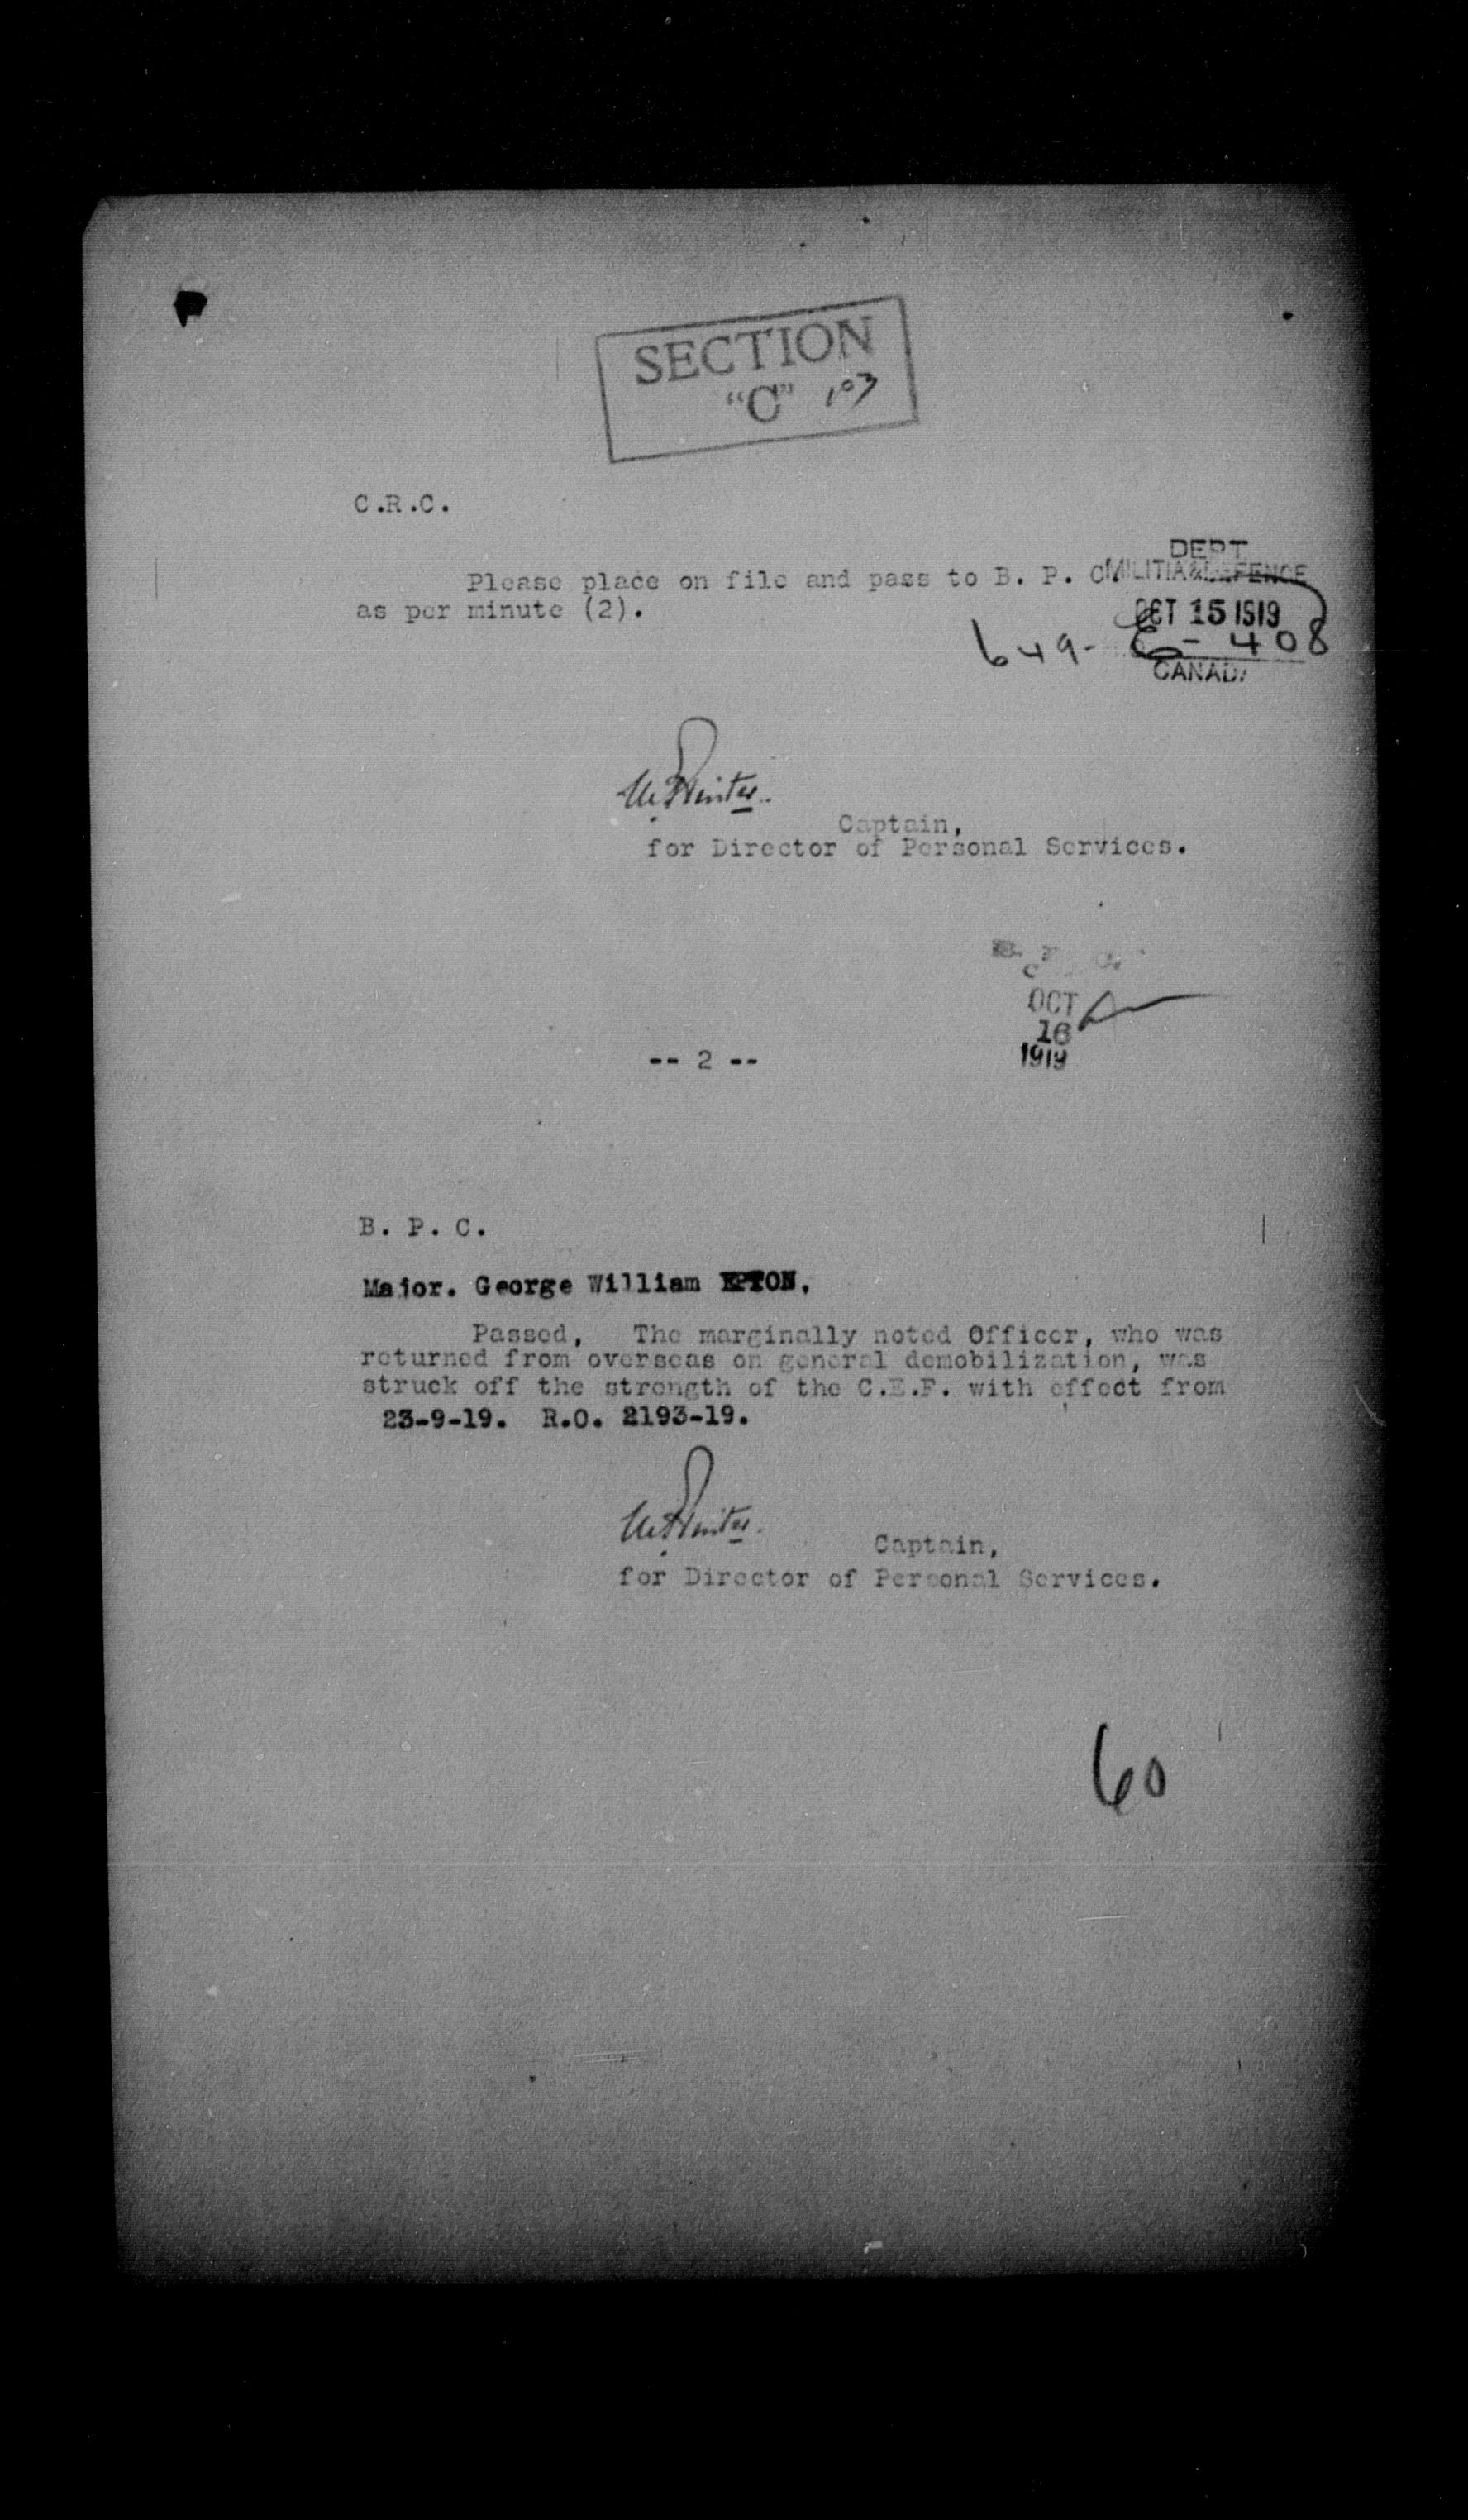 SECTION
"C" 103
C.R.C.
DEPT
Please place on file and pass to B. P. C.
MILITIA & DEFENCE
as per minute (2).
OCT 15 1919
649-E-408
CANADA
Captain,
for Director of Personal Services.
OCT
16
1919
-- 2 --
B. P. C.
Major. George William EPTON.
Passed, The marginally noted Officer, who was
returned from overseas on general demobilization, was
struck off the strength of the C.E.F. with effect from
23-9-19. R.O. 2193-19.
Captain,
for Director of Personal Services.
60